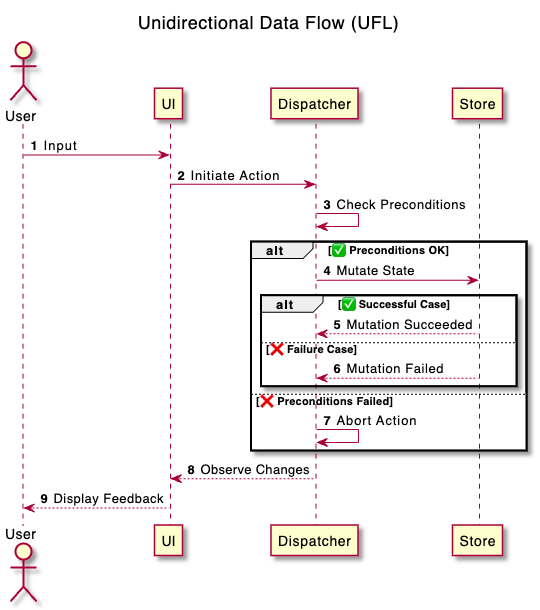 Unidirectional Data Flow (UFL)
User
UI
Dispatcher
Store
1 Input
2 Initiate Action
3 Check Preconditions
alt [✅ Preconditions OK]
4 Mutate State
alt [✅ Successful Case]
5 Mutation Succeeded
[❌ Failure Case]
6 Mutation Failed
[❌ Preconditions Failed]
7 Abort Action
8 Observe Changes
9 Display Feedback
User
UI
Dispatcher
Store